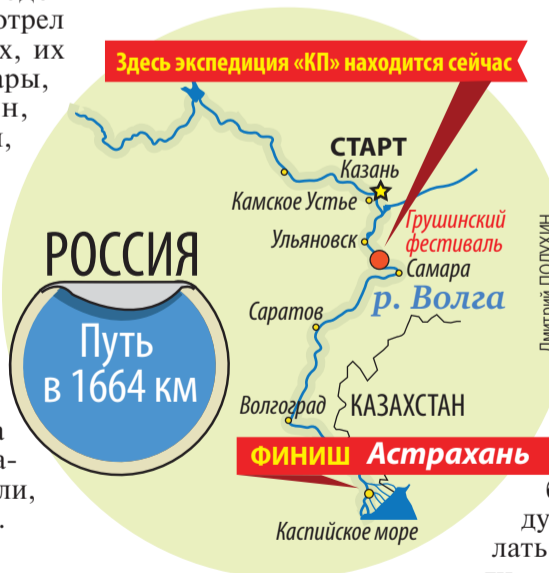 отрел
х, их
ары,
н,
Здесь экспедиция «КП» находится сейчас
СТАРТ
Казань
Камское Устье
Ульяновск
Грушинский
фестиваль
Самара
р. Волга
РОССИЯ
Путь
в 1664 км
Саратов
Волгоград
КАЗАХСТАН
ФИНИШ Астрахань
Каспийское море
Дмитрий ПОЛУХИН
а
а-
ли,
б
ду
лать